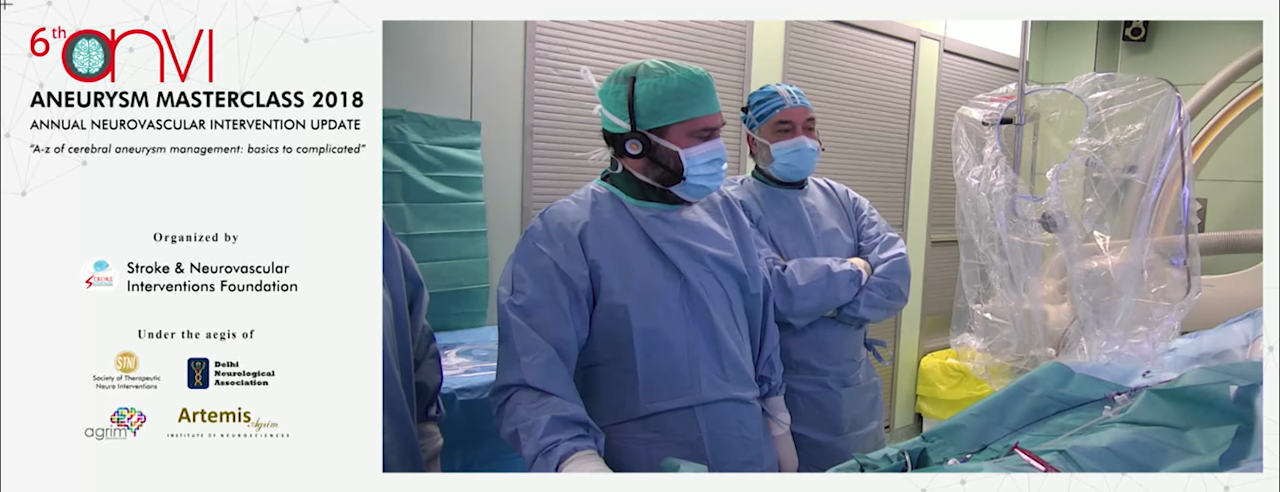 6th anvi
ANEURYSM MASTERCLASS 2018
ANNUAL NEUROVASCULAR INTERVENTION UPDATE
"A-z of cerebral aneurysm management: basics to complicated"
Organized by
STROKE
Stroke & Neurovascular
Interventions Foundation
Under the aegis of
STNI
Society of Therapeutic
Neuro Interventions
Delhi
Neurological
Association
agrim
Artemis
Agrim
INSTITUTE OF NEUROSCIENCES